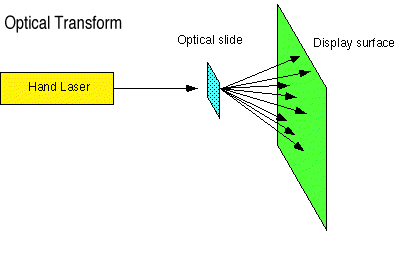 Optical Transform
Optical slide
Display surface
Hand Laser